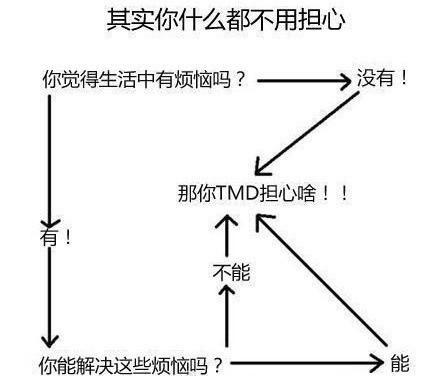 其实你什么都不用担心
你觉得生活中有烦恼吗？
没有！
那你TMD担心啥！！
有！
不能
你能解决这些烦恼吗？
能